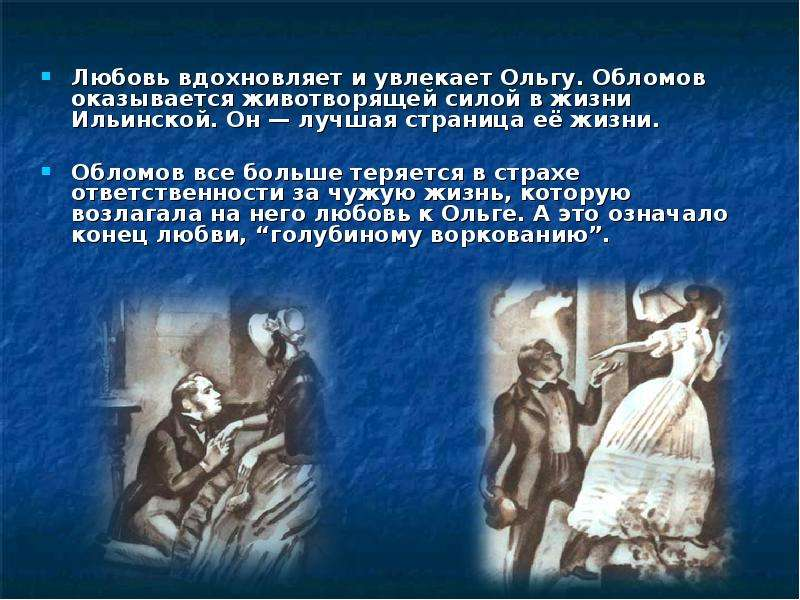 Любовь вдохновляет и увлекает Ольгу. Обломов
оказывается животворящей силой в жизни
Ильинской. Он — лучшая страница её жизни.
Обломов все больше теряется в страхе
ответственности за чужую жизнь, которую
возлагала на него любовь к Ольге. А это означало
конец любви, “голубиному воркованию”.